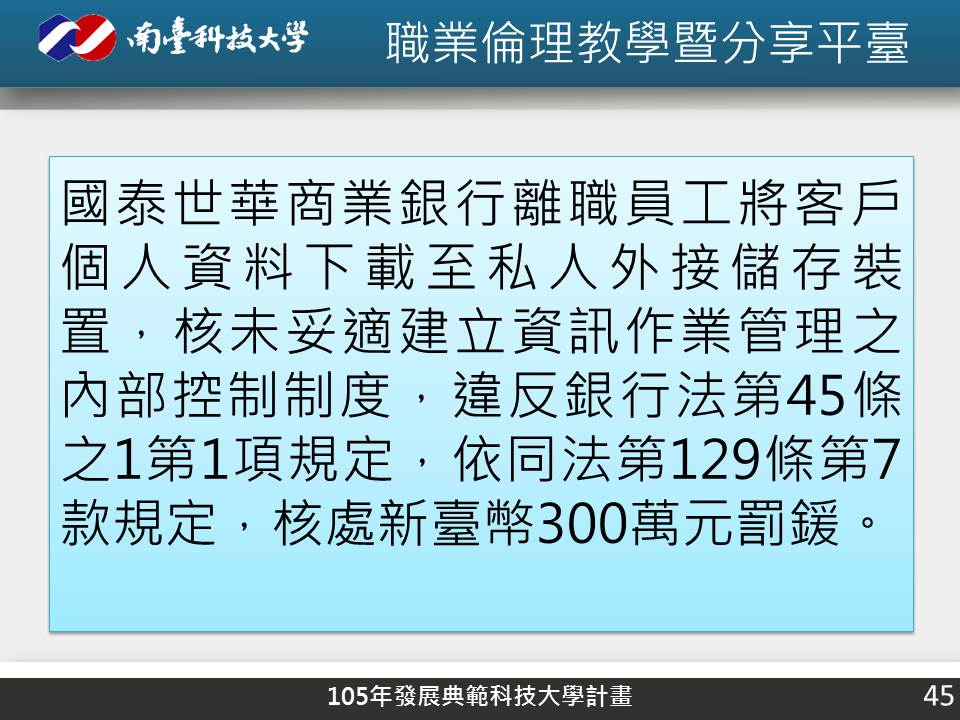 南臺科技大學
職業倫理教學暨分享平臺
國泰世華商業銀行離職員工將客戶
個人資料下載至私人外接儲存裝
置，核未妥適建立資訊作業管理之
內部控制制度，違反銀行法第45條
之1第1項規定，依同法第129條第7
款規定，核處新臺幣300萬元罰鍰。
105年發展典範科技大學計畫
45